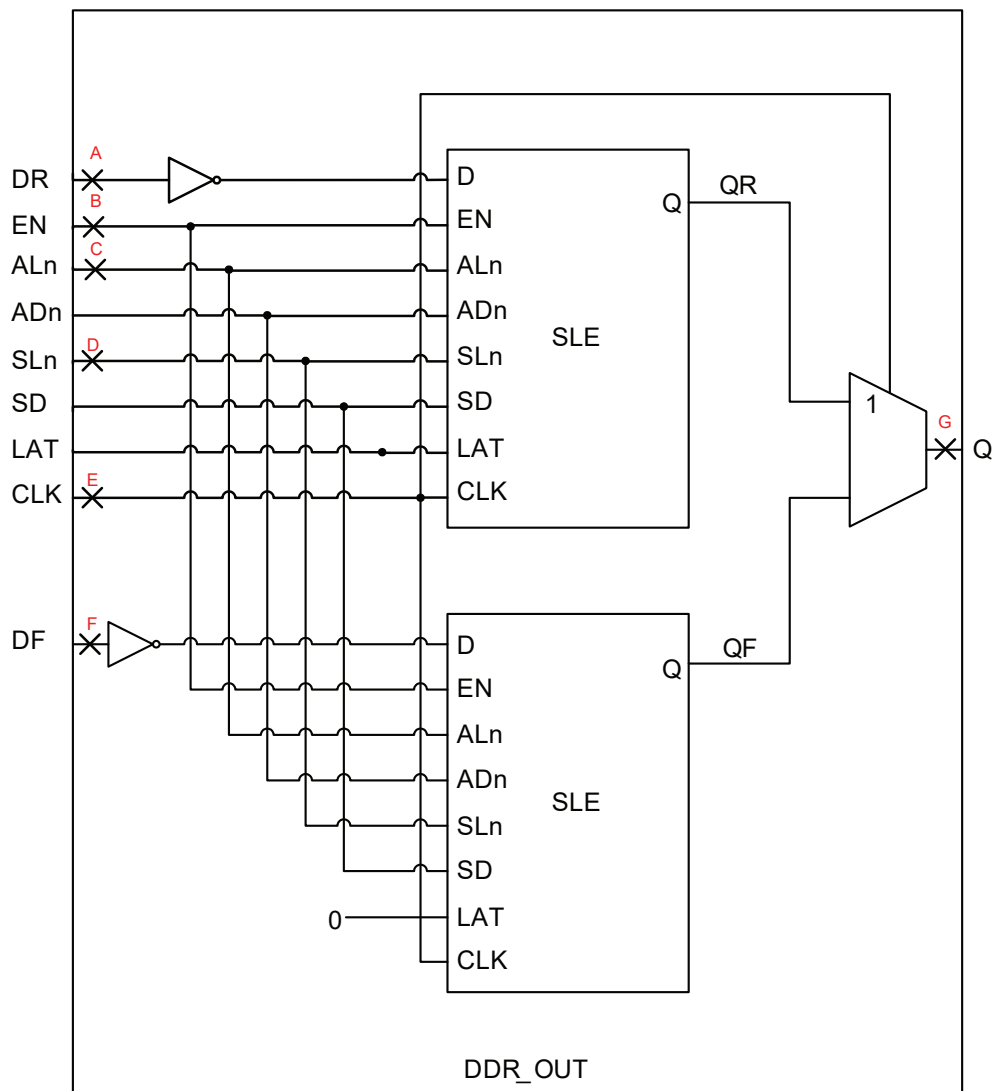 A
DR
B
EN
C
ALn
ADn
D
SLn
SD
LAT
E
CLK
F
DF
D
EN
ALn
ADn
SLn
SD
LAT
CLK
SLE
Q
QR
1
G
Q
D
EN
ALn
ADn
SLn
SD
LAT
CLK
0
SLE
Q
QF
DDR_OUT